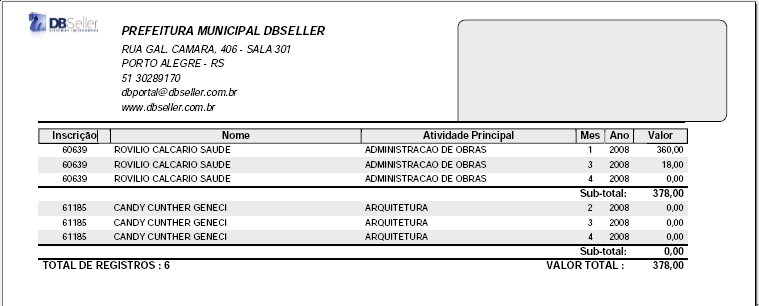 DBSeller
SISTEMAS INTEGRADOS
PREFEITURA MUNICIPAL DBSELLER
RUA GAL. CAMARA, 406 - SALA 301
PORTO ALEGRE - RS
51 30289170
dbportal@dbseller.com.br
www.dbseller.com.br
Inscrição Nome Atividade Principal Mes Ano Valor
60639 ROVILIO CALCARIO SAUDE ADMINISTRACAO DE OBRAS 1 2008 360,00
60639 ROVILIO CALCARIO SAUDE ADMINISTRACAO DE OBRAS 3 2008 18,00
60639 ROVILIO CALCARIO SAUDE ADMINISTRACAO DE OBRAS 4 2008 0,00
Sub-total: 378,00
61185 CANDY CUNTHER GENECI ARQUITETURA 2 2008 0,00
61185 CANDY CUNTHER GENECI ARQUITETURA 3 2008 0,00
61185 CANDY CUNTHER GENECI ARQUITETURA 4 2008 0,00
Sub-total: 0,00
TOTAL DE REGISTROS : 6 VALOR TOTAL : 378,00